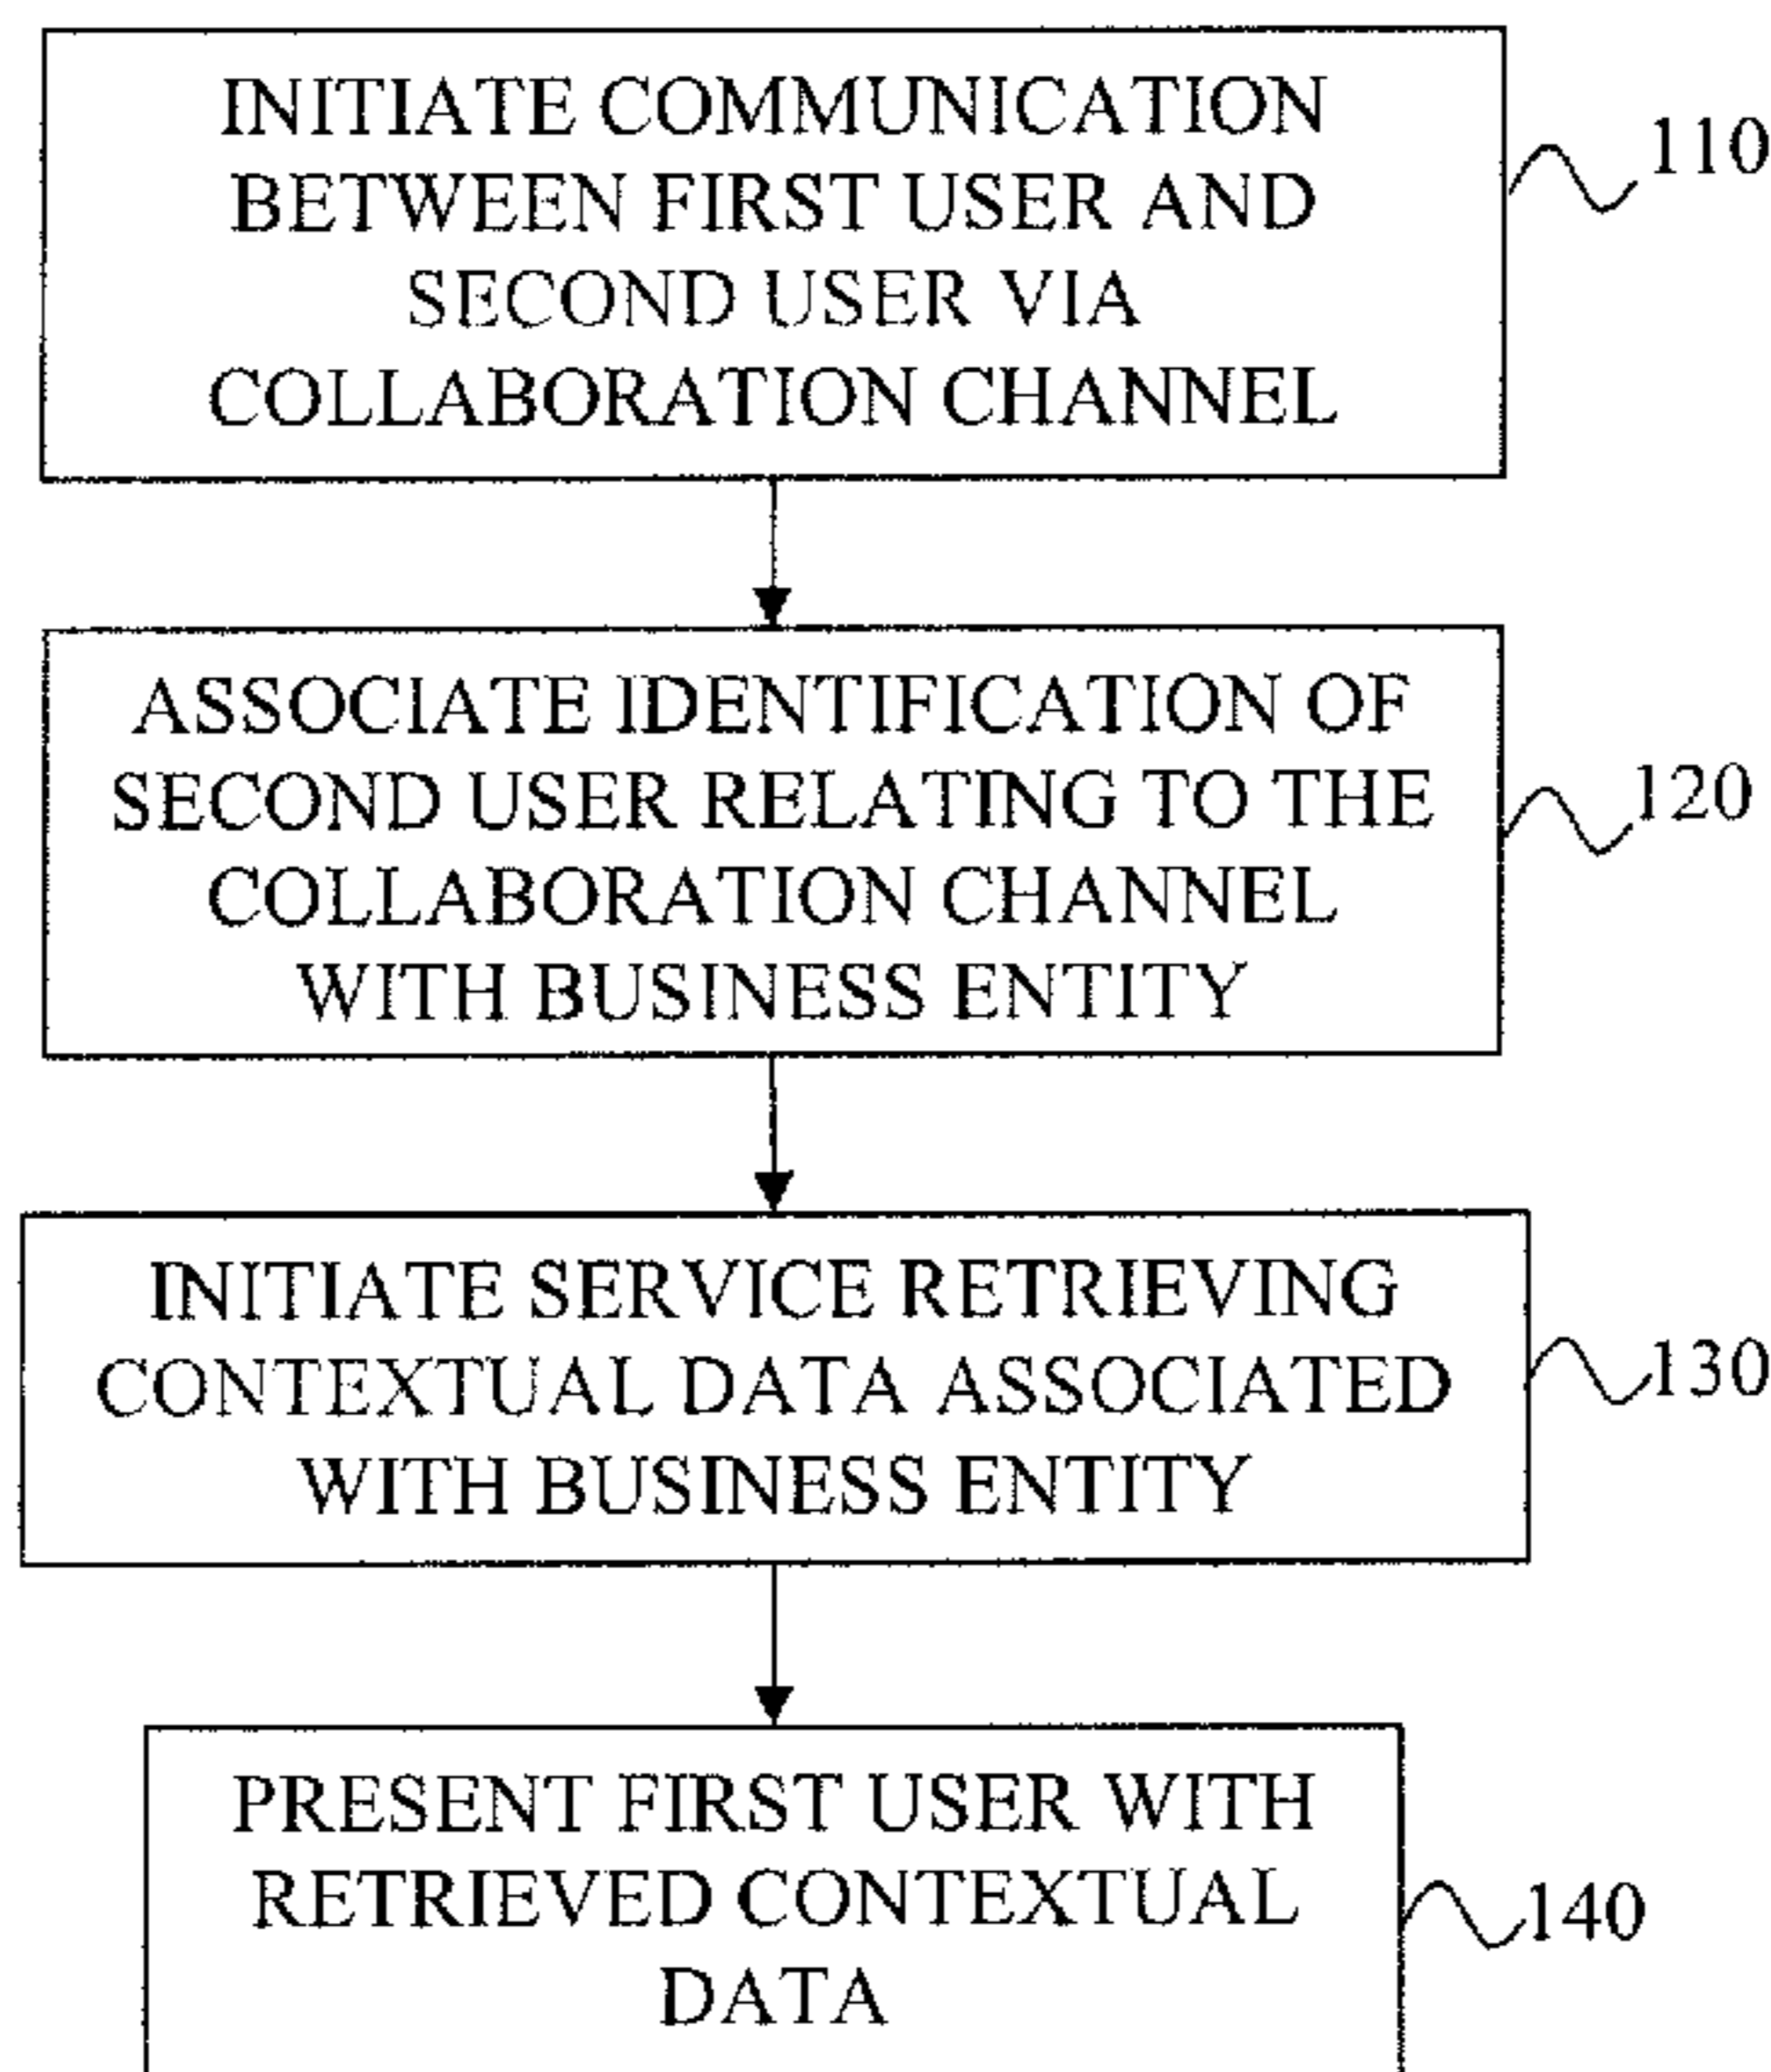 INITIATE COMMUNICATION
BETWEEN FIRST USER AND
SECOND USER VIA
COLLABORATION CHANNEL
110
ASSOCIATE IDENTIFICATION OF
SECOND USER RELATING TO THE
COLLABORATION CHANNEL
WITH BUSINESS ENTITY
120
INITIATE SERVICE RETRIEVING
CONTEXTUAL DATA ASSOCIATED
WITH BUSINESS ENTITY
130
PRESENT FIRST USER WITH
RETRIEVED CONTEXTUAL
DATA
140